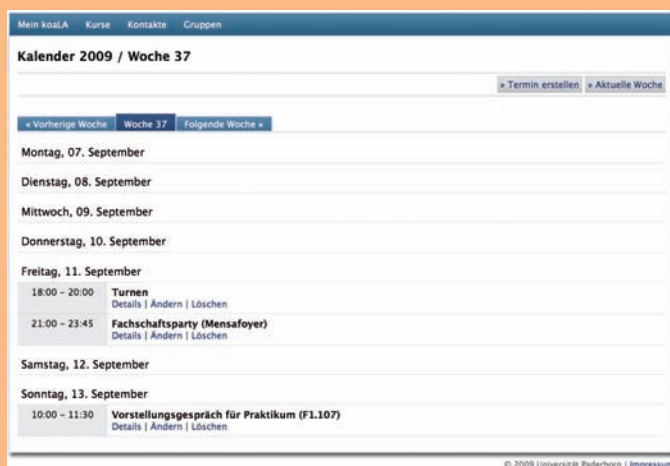 Mein koaLA Kurse Kontakte Gruppen
Kalender 2009 / Woche 37
» Termin erstellen » Aktuelle Woche
« Vorherige Woche Woche 37 Folgende Woche »
Montag, 07. September
Dienstag, 08. September
Mittwoch, 09. September
Donnerstag, 10. September
Freitag, 11. September
18:00 – 20:00 Turnen
Details | Ändern | Löschen
21:00 – 23:45 Fachschaftsparty (Mensafoyer)
Details | Ändern | Löschen
Samstag, 12. September
Sonntag, 13. September
10:00 – 11:30 Vorstellungsgespräch für Praktikum (F1.107)
Details | Ändern | Löschen
© 2009 Universität Paderborn | Impressum